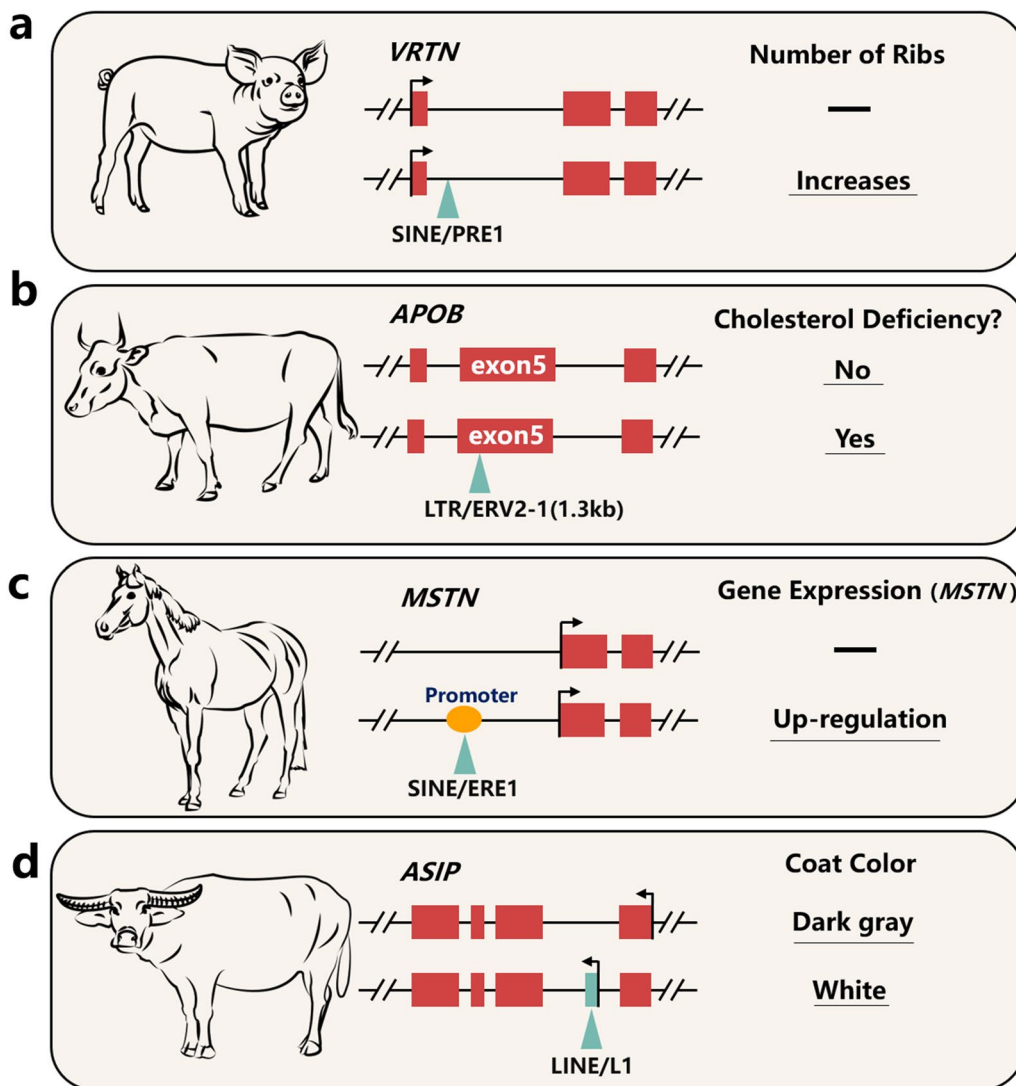 a
VRTN
Number of Ribs
—
Increases
SINE/PRE1
b
APOB
Cholesterol Deficiency?
exon5
No
exon5
Yes
LTR/ERV2-1(1.3kb)
c
MSTN
Gene Expression (MSTN)
—
Promoter
Up-regulation
SINE/ERE1
d
ASIP
Coat Color
Dark gray
White
LINE/L1